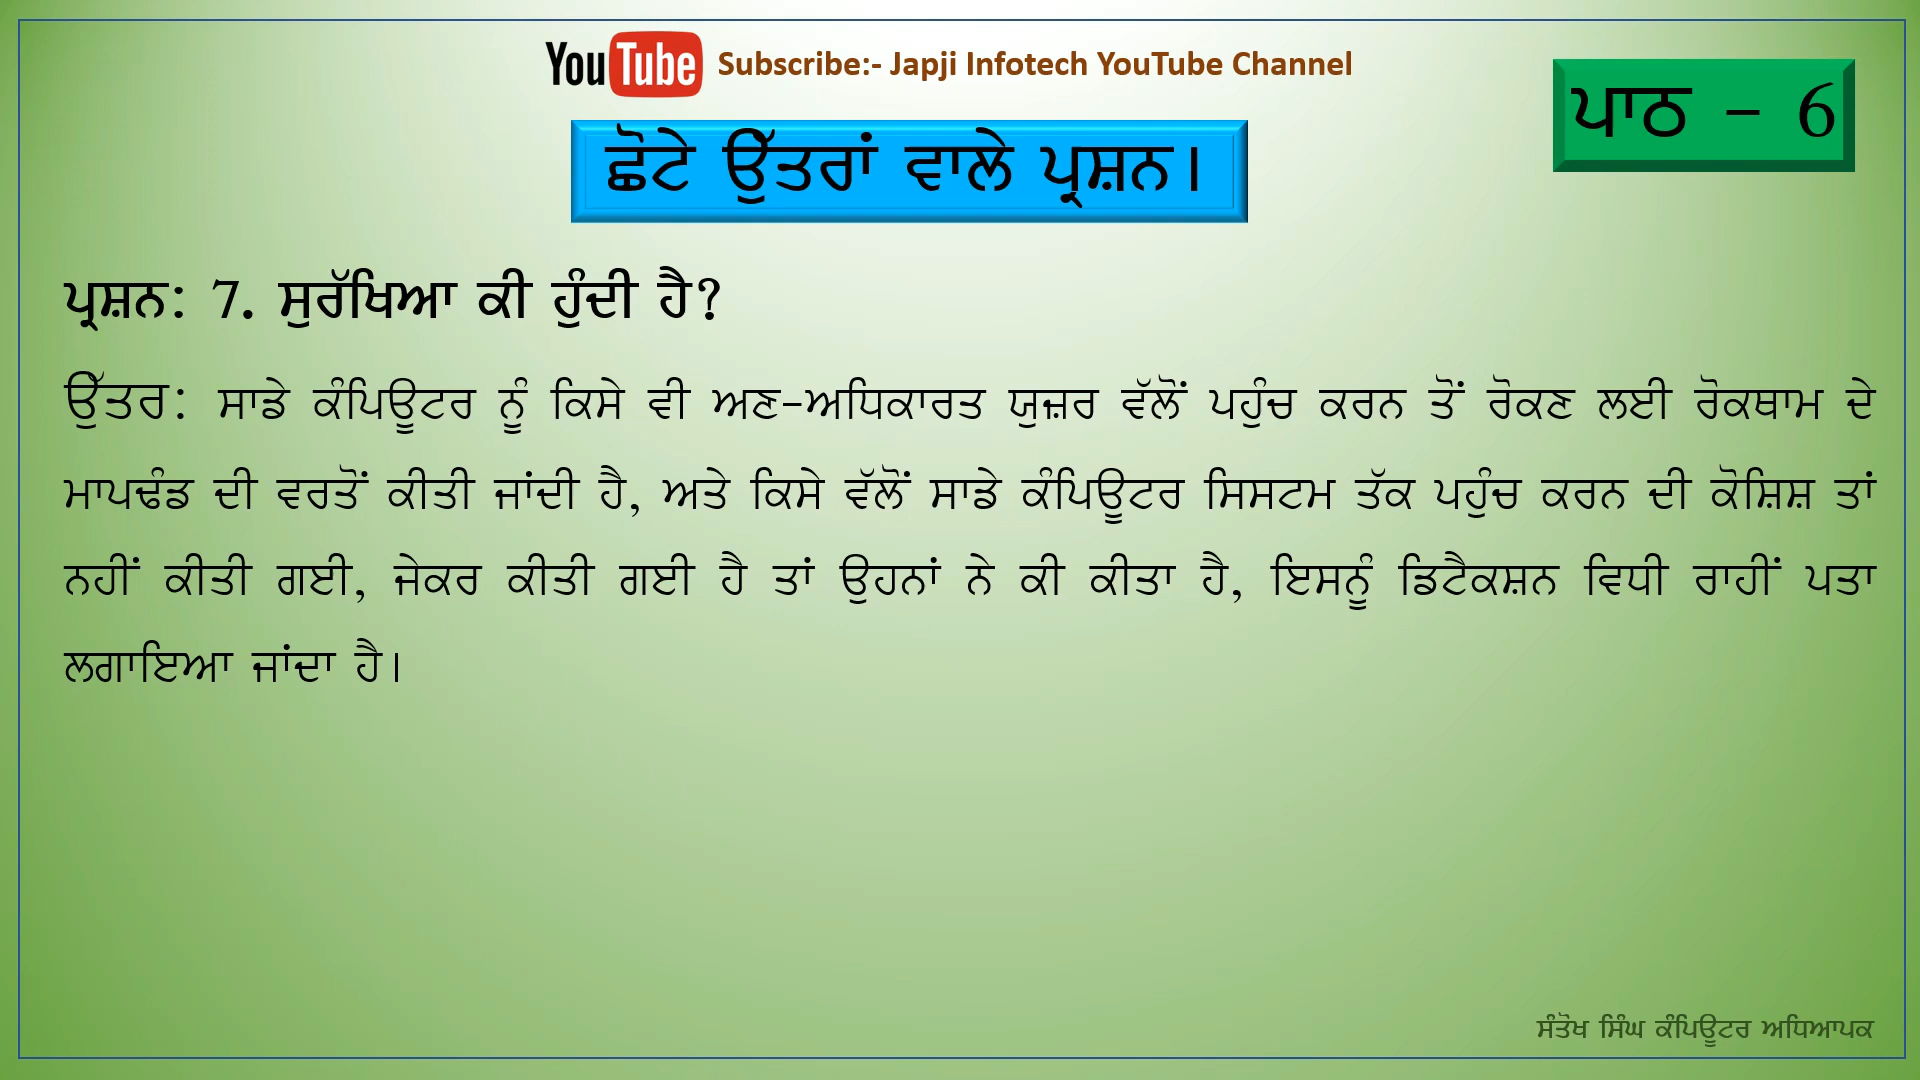 YouTube Subscribe:- Japji Infotech YouTube Channel
ਪਾਠ - 6
ਛੋਟੇ ਉੱਤਰਾਂ ਵਾਲੇ ਪ੍ਰਸ਼ਨ।
ਪ੍ਰਸ਼ਨ: 7. ਸੁਰੱਖਿਆ ਕੀ ਹੁੰਦੀ ਹੈ?
ਉੱਤਰ: ਸਾਡੇ ਕੰਪਿਊਟਰ ਨੂੰ ਕਿਸੇ ਵੀ ਅਣ-ਅਧਿਕਾਰਤ ਯੁਜ਼ਰ ਵੱਲੋਂ ਪਹੁੰਚ ਕਰਨ ਤੋਂ ਰੋਕਣ ਲਈ ਰੋਕਥਾਮ ਦੇ
ਮਾਪਢੰਡ ਦੀ ਵਰਤੋਂ ਕੀਤੀ ਜਾਂਦੀ ਹੈ, ਅਤੇ ਕਿਸੇ ਵੱਲੋਂ ਸਾਡੇ ਕੰਪਿਊਟਰ ਸਿਸਟਮ ਤੱਕ ਪਹੁੰਚ ਕਰਨ ਦੀ ਕੋਸ਼ਿਸ਼ ਤਾਂ
ਨਹੀਂ ਕੀਤੀ ਗਈ, ਜੇਕਰ ਕੀਤੀ ਗਈ ਹੈ ਤਾਂ ਉਹਨਾਂ ਨੇ ਕੀ ਕੀਤਾ ਹੈ, ਇਸਨੂੰ ਡਿਟੈਕਸ਼ਨ ਵਿਧੀ ਰਾਹੀਂ ਪਤਾ
ਲਗਾਇਆ ਜਾਂਦਾ ਹੈ।
ਸੰਤੋਖ ਸਿੰਘ ਕੰਪਿਊਟਰ ਅਧਿਆਪਕ